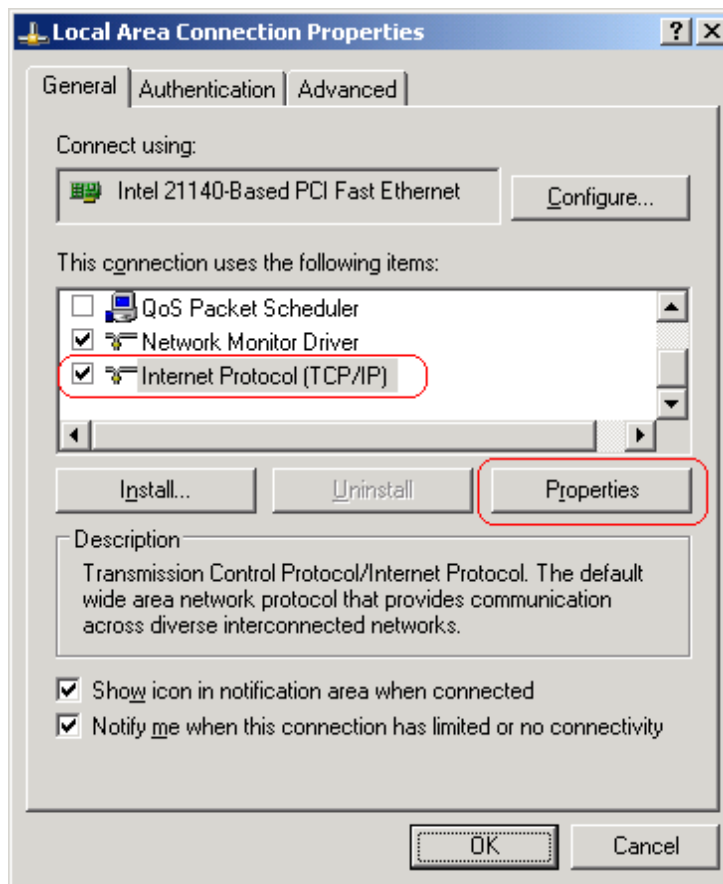 Local Area Connection Properties
General
Authentication
Advanced
Connect using:
Intel 21140-Based PCI Fast Ethernet
Configure...
This connection uses the following items:
QoS Packet Scheduler
Network Monitor Driver
Internet Protocol (TCP/IP)
Install...
Uninstall
Properties
Description
Transmission Control Protocol/Internet Protocol. The default
wide area network protocol that provides communication
across diverse interconnected networks.
Show icon in notification area when connected
Notify me when this connection has limited or no connectivity
OK
Cancel